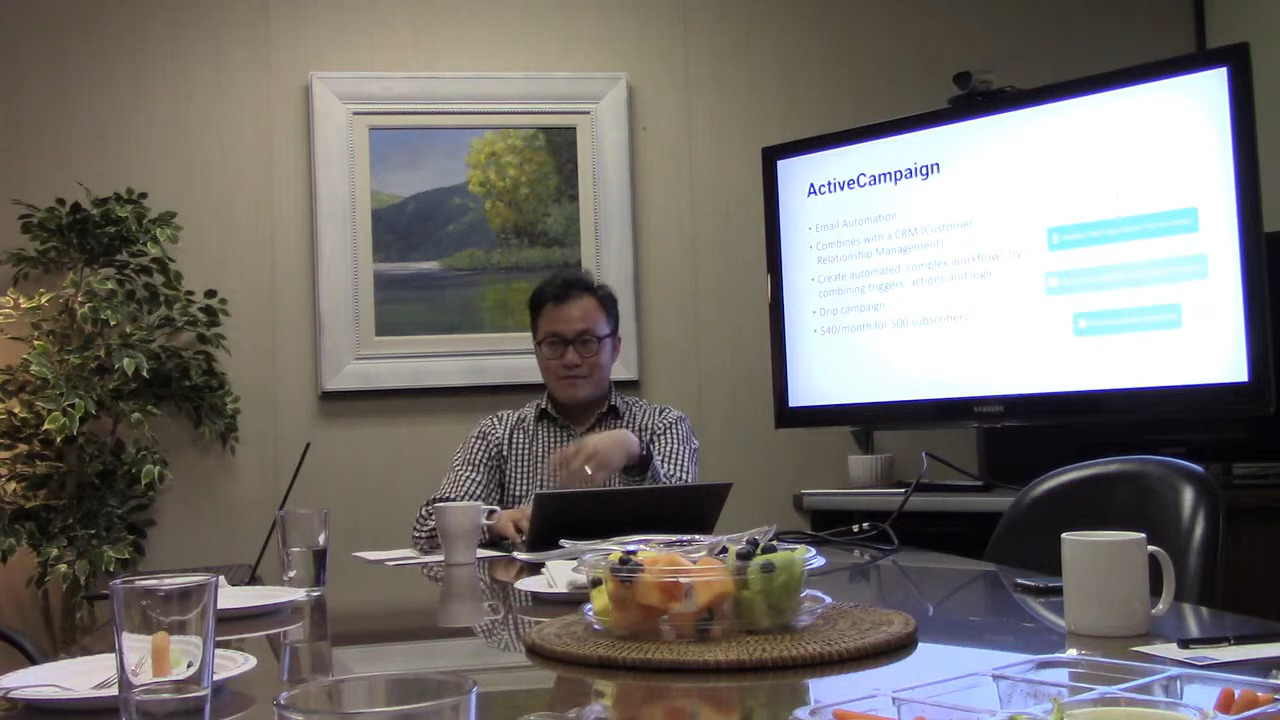 ActiveCampaign
• Email Automation
• Combines with a CRM (Customer
Relationship Management)
• Create automated, complex workflows by
combining triggers, actions and logic
• Drip campaign
• $40/month for 500 subscribers
SAMSUNG